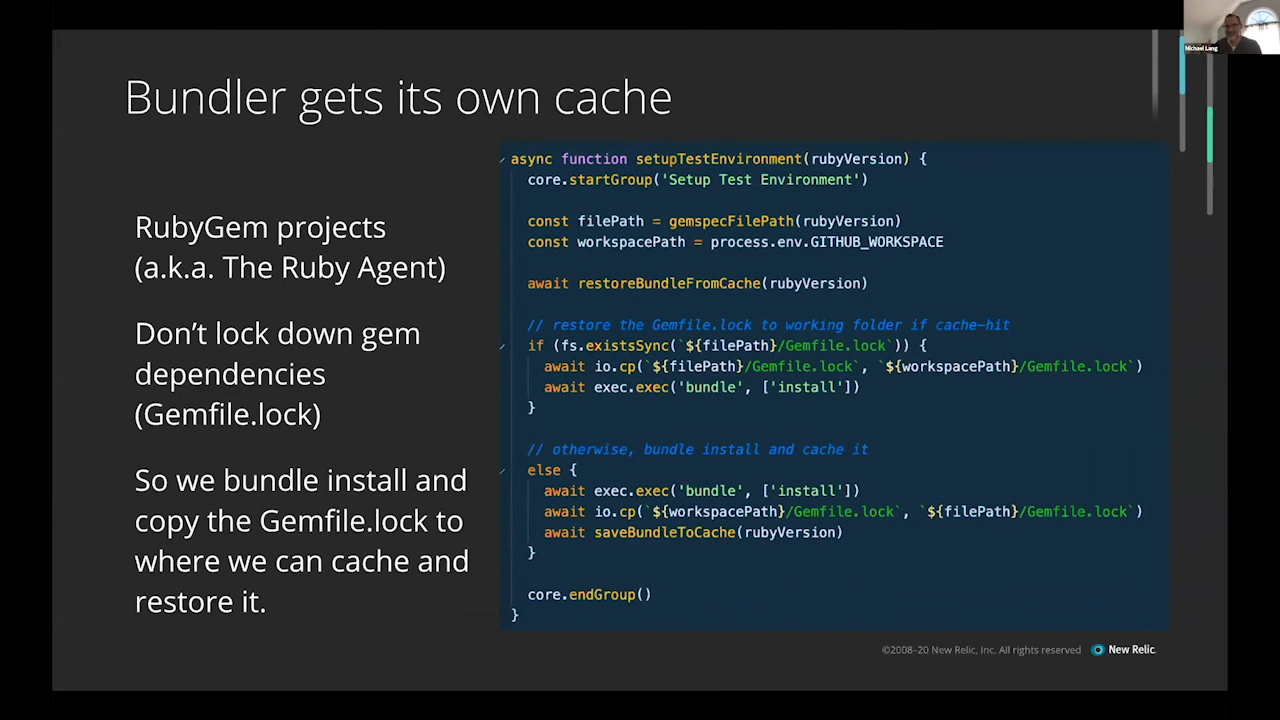 Michael Lang
Bundler gets its own cache
RubyGem projects
(a.k.a. The Ruby Agent)
Don’t lock down gem
dependencies
(Gemfile.lock)
So we bundle install and
copy the Gemfile.lock to
where we can cache and
restore it.
async function setupTestEnvironment(rubyVersion) {
  core.startGroup('Setup Test Environment')

  const filePath = gemspecFilePath(rubyVersion)
  const workspacePath = process.env.GITHUB_WORKSPACE

  await restoreBundleFromCache(rubyVersion)

  // restore the Gemfile.lock to working folder if cache-hit
  if (fs.existsSync(`${filePath}/Gemfile.lock`)) {
    await io.cp(`${filePath}/Gemfile.lock`, `${workspacePath}/Gemfile.lock`)
    await exec.exec('bundle', ['install'])
  }

  // otherwise, bundle install and cache it
  else {
    await exec.exec('bundle', ['install'])
    await io.cp(`${workspacePath}/Gemfile.lock`, `${filePath}/Gemfile.lock`)
    await saveBundleToCache(rubyVersion)
  }

  core.endGroup()
}
©2008–20 New Relic, Inc. All rights reserved New Relic.